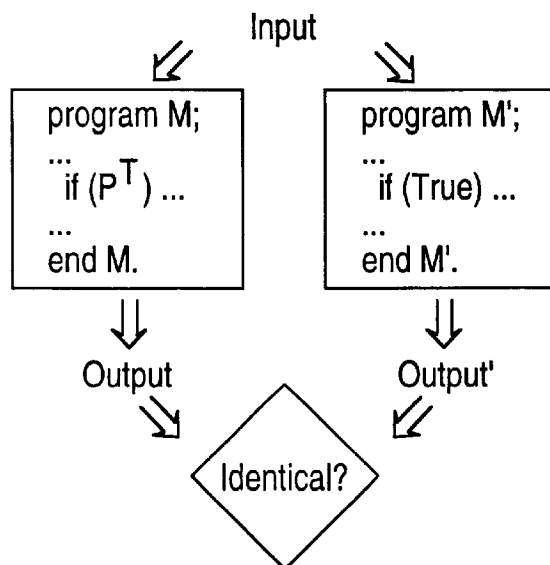 Input
program M;
...
if (P^T) ...
...
end M.
program M';
...
if (True) ...
...
end M'.
Output
Output'
Identical?